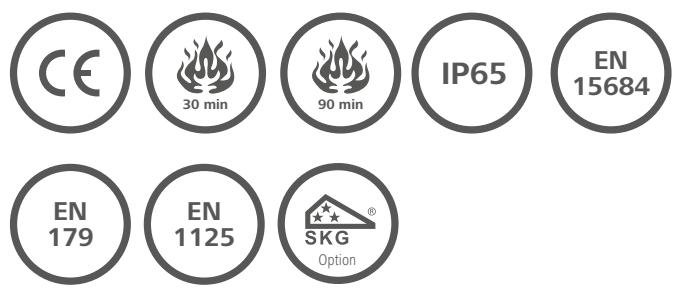 CE
30 min
90 min
IP65
EN
15684
EN
179
EN
1125
®
SKG
Option